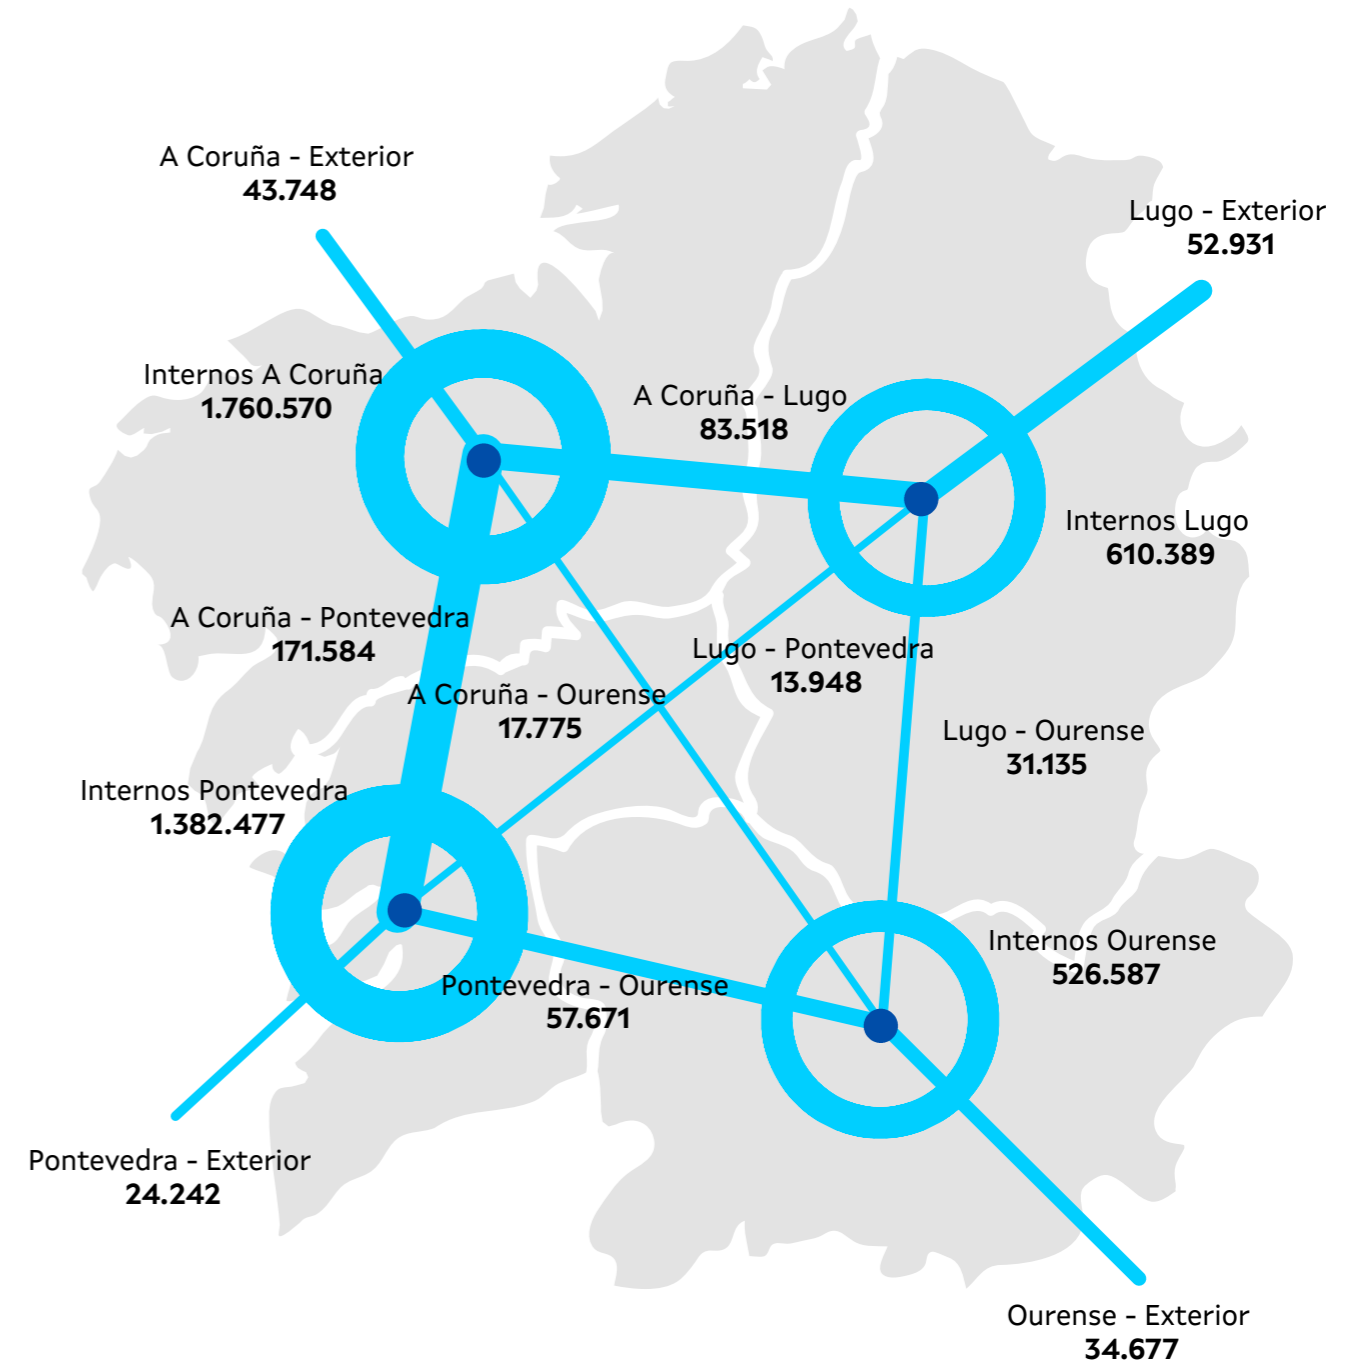 A Coruña - Exterior
43.748
Lugo - Exterior
52.931
Internos A Coruña
1.760.570
A Coruña - Lugo
83.518
Internos Lugo
610.389
A Coruña - Pontevedra
171.584
Lugo - Pontevedra
13.948
A Coruña - Ourense
17.775
Lugo - Ourense
31.135
Internos Pontevedra
1.382.477
Internos Ourense
526.587
Pontevedra - Ourense
57.671
Pontevedra - Exterior
24.242
Ourense - Exterior
34.677